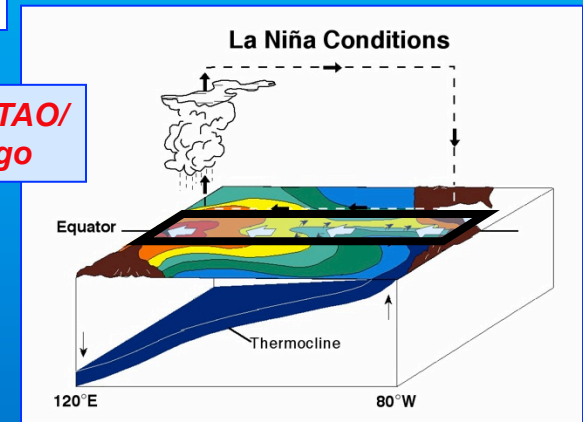 La Niña Conditions
TAO/
go
Equator
Thermocline
120°E
80°W